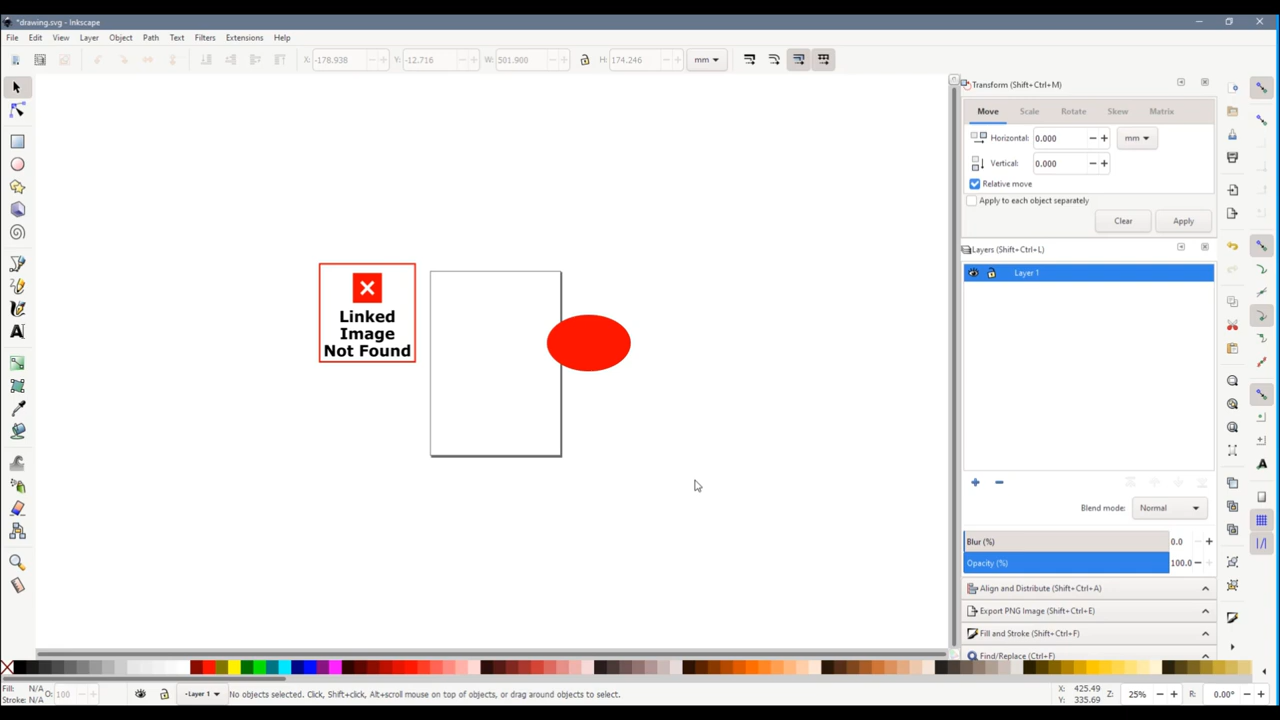 *drawing.svg - Inkscape
File Edit View Layer Object Path Text Filters Extensions Help
X: -178.938 Y: -12.716 W: 501.900 H: 174.246 mm
Transform (Shift+Ctrl+M)
Move Scale Rotate Skew Matrix
Horizontal: 0.000 mm
Vertical: 0.000
Relative move
Apply to each object separately
Clear Apply
Layers (Shift+Ctrl+L)
Layer 1
Linked
Image
Not Found
Blend mode: Normal
Blur (%) 0.0
Opacity (%) 100.0
Align and Distribute (Shift+Ctrl+A)
Export PNG Image (Shift+Ctrl+E)
Fill and Stroke (Shift+Ctrl+F)
Find/Replace (Ctrl+F)
Fill: N/A
Stroke: N/A
O: 100
Layer 1
No objects selected. Click, Shift+click, Alt+scroll mouse on top of objects, or drag around objects to select.
X: 425.49
Y: 335.69
Z: 25%
R: 0.00°